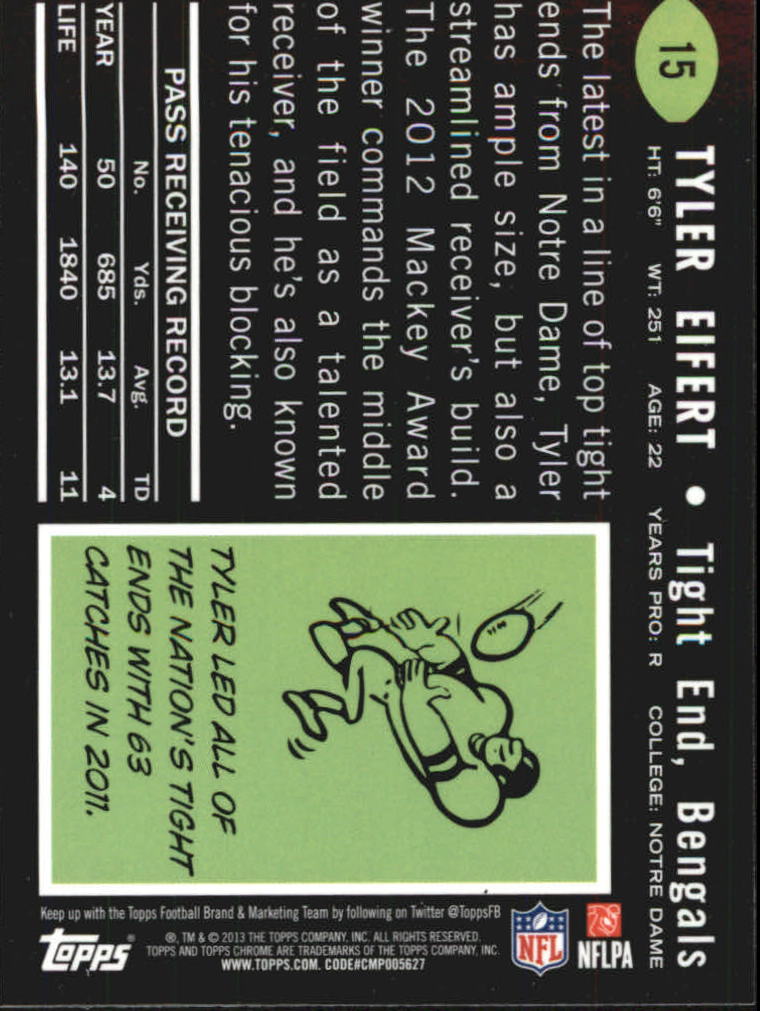 15
TYLER EIFERT • Tight End, Bengals
HT: 6'6" WT: 251 AGE: 22 YEARS PRO: R COLLEGE: NOTRE DAME
The latest in a line of top tight
ends from Notre Dame, Tyler
has ample size, but also a
streamlined receiver's build.
The 2012 Mackey Award
winner commands the middle
of the field as a talented
receiver, and he's also known
for his tenacious blocking.
PASS RECEIVING RECORD
No. Yds. Avg. TD
YEAR 50 685 13.7 4
LIFE 140 1840 13.1 11
TYLER LED ALL OF
THE NATION'S TIGHT
ENDS WITH 63
CATCHES IN 2011.
NFLPA
NFL
Keep up with the Topps Football Brand & Marketing Team by following on Twitter @ToppsFB
®, TM & © 2013 THE TOPPS COMPANY, INC. ALL RIGHTS RESERVED.
TOPPS AND TOPPS CHROME ARE TRADEMARKS OF THE TOPPS COMPANY, INC.
WWW.TOPPS.COM. CODE#CMP005627
topps®